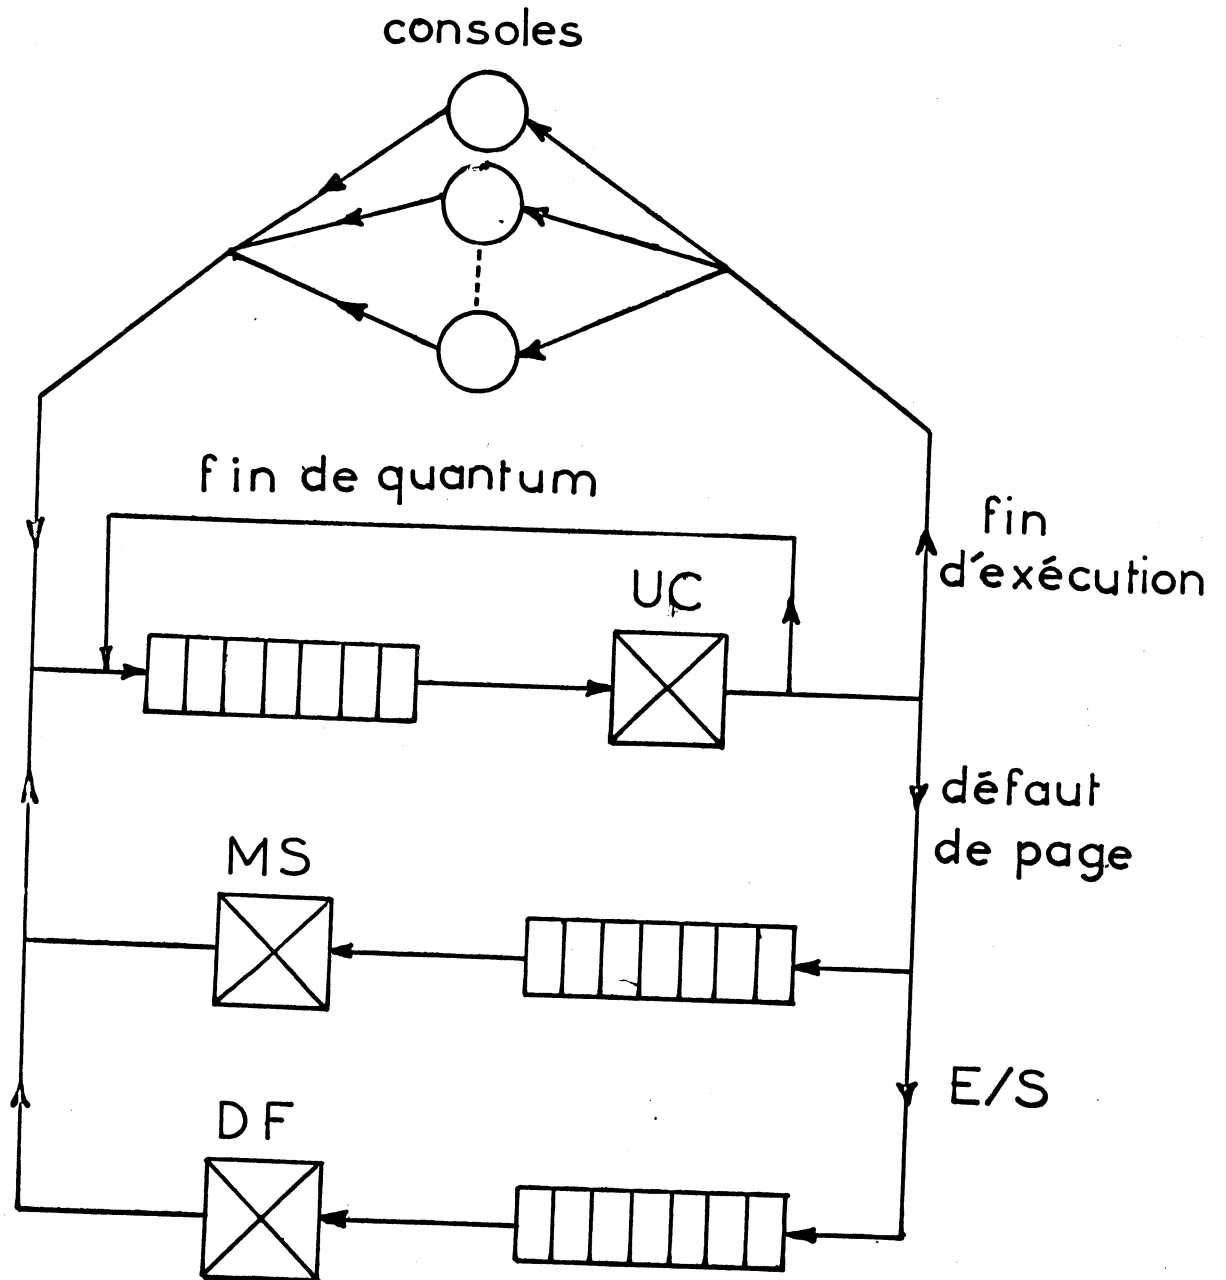 consoles
fin de quantum
fin
d'exécution
UC
défaut
de page
MS
E/S
DF